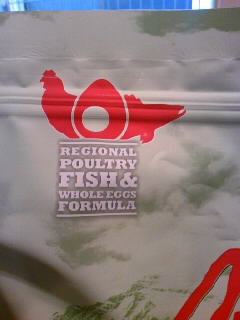 REGIONAL
POULTRY
FISH &
WHOLE EGGS
FORMULA